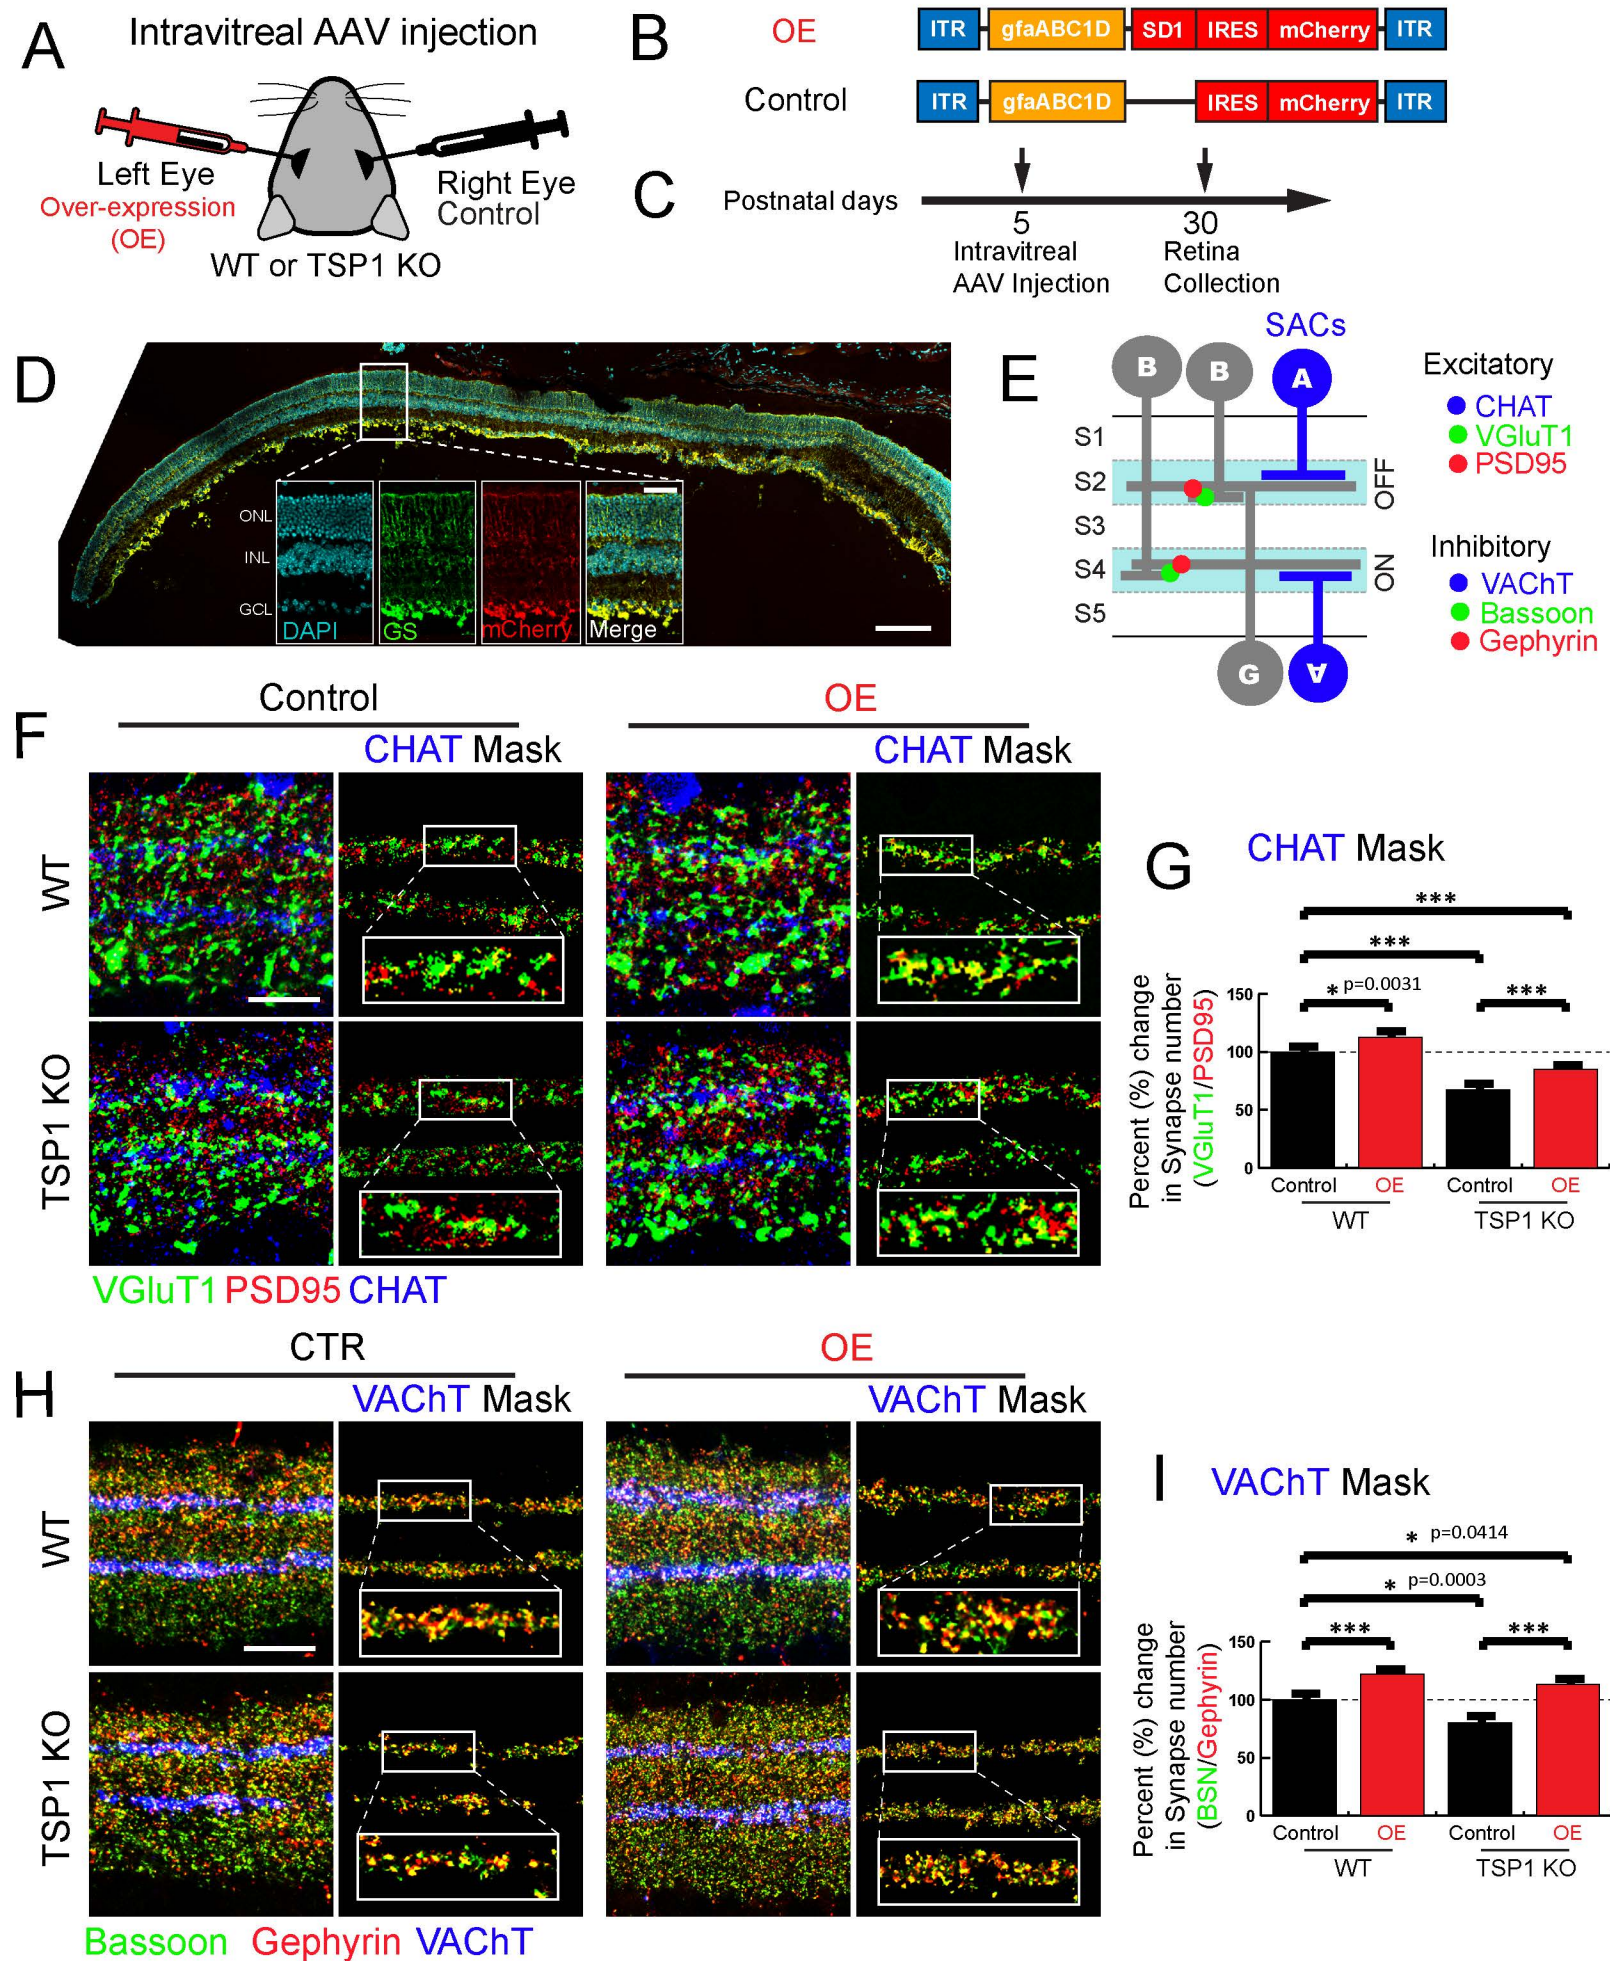 A
Intravitreal AAV injection
Left Eye
Over-expression
(OE)
Right Eye
Control
WT or TSP1 KO
B
OE
ITR gfaABC1D SD1 IRES mCherry ITR
Control
ITR gfaABC1D IRES mCherry ITR
C
Postnatal days
5
30
Intravitreal
AAV Injection
Retina
Collection
D
ONL
INL
GCL
DAPI
GS
mCherry
Merge
E
SACs
B
B
A
S1
S2
S3
S4
S5
OFF
ON
G
A
Excitatory
CHAT
VGluT1
PSD95
Inhibitory
VAChT
Bassoon
Gephyrin
F
Control
OE
CHAT Mask
CHAT Mask
WT
TSP1 KO
VGluT1 PSD95 CHAT
G
CHAT Mask
***
***
* p=0.0031
***
Percent (%) change
in Synapse number
(VGluT1/PSD95)
150
100
50
0
Control OE Control OE
WT TSP1 KO
H
CTR
OE
VAChT Mask
VAChT Mask
WT
TSP1 KO
Bassoon Gephyrin VAChT
I
VAChT Mask
* p=0.0414
* p=0.0003
***
***
Percent (%) change
in Synapse number
(BSN/Gephyrin)
150
100
50
0
Control OE Control OE
WT TSP1 KO